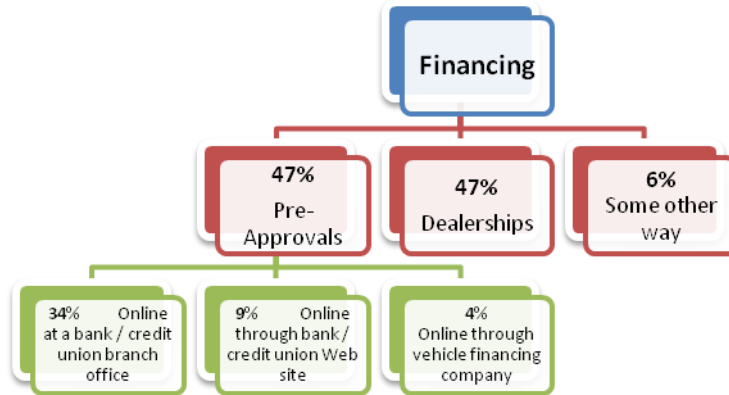 Financing
47%
Pre-
Approvals
47%
Dealerships
6%
Some other
way
34% Online
at a bank / credit
union branch
office
9% Online
through bank /
credit union Web
site
4%
Online through
vehicle financing
company